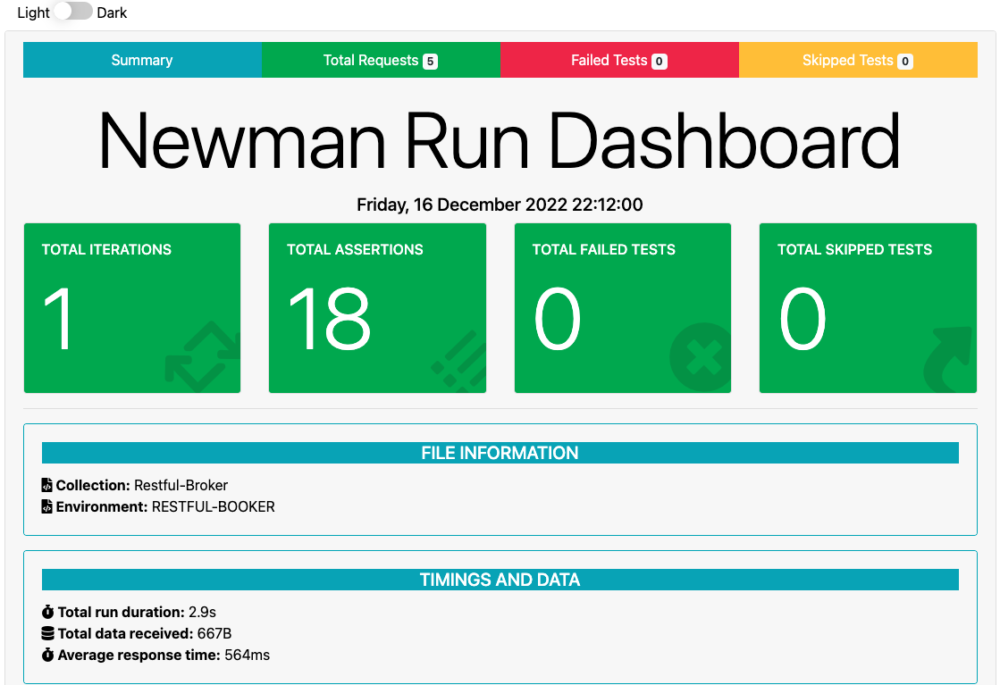 Light Dark
Summary Total Requests 5 Failed Tests 0 Skipped Tests 0
Newman Run Dashboard
Friday, 16 December 2022 22:12:00
TOTAL ITERATIONS TOTAL ASSERTIONS TOTAL FAILED TESTS TOTAL SKIPPED TESTS
1 18 0 0
FILE INFORMATION
Collection: Restful-Broker
Environment: RESTFUL-BOOKER
TIMINGS AND DATA
Total run duration: 2.9s
Total data received: 667B
Average response time: 564ms